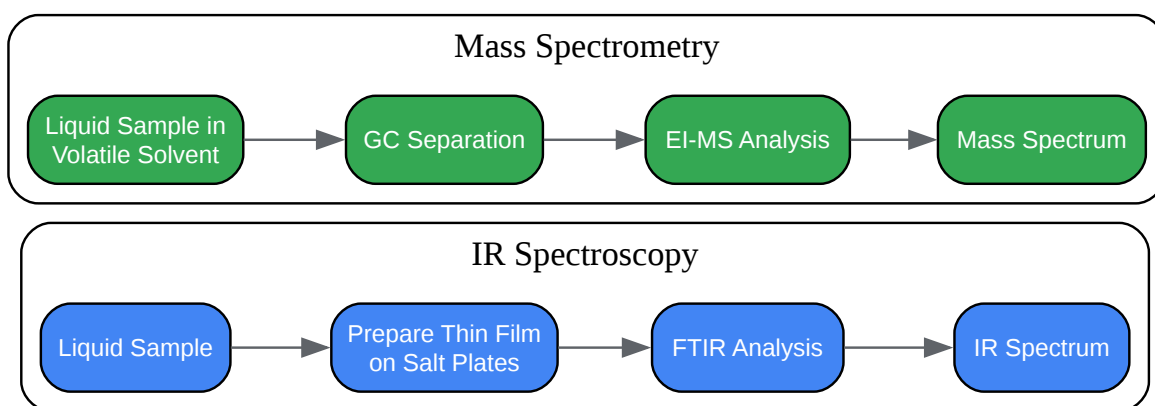 Mass Spectrometry
Liquid Sample in
Volatile Solvent
GC Separation
EI-MS Analysis
Mass Spectrum
IR Spectroscopy
Liquid Sample
Prepare Thin Film
on Salt Plates
FTIR Analysis
IR Spectrum